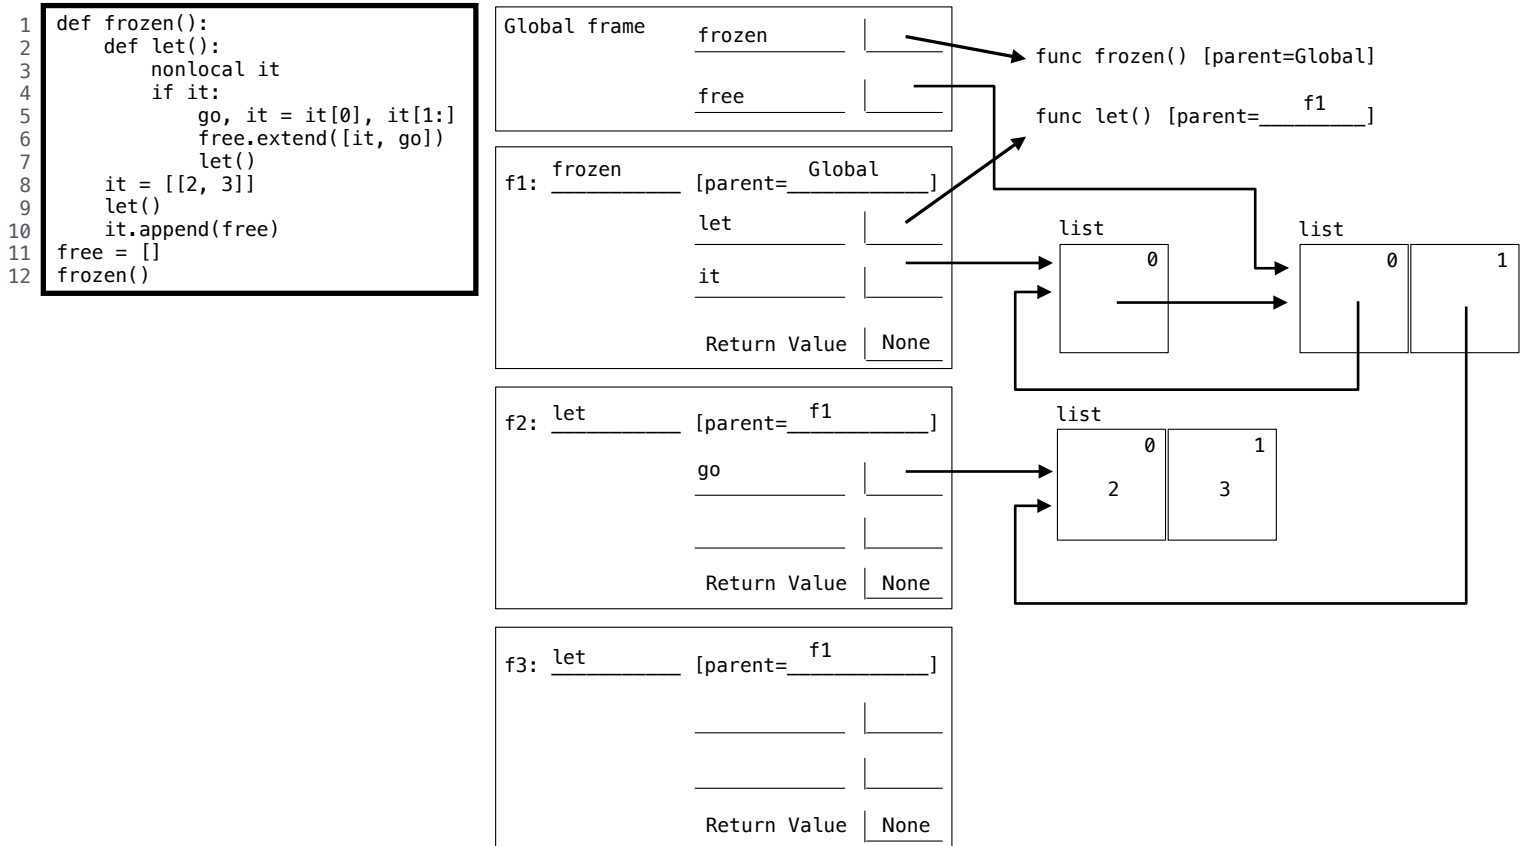 1 def frozen():
2     def let():
3         nonlocal it
4         if it:
5             go, it = it[0], it[1:]
6             free.extend([it, go])
7             let()
8     it = [[2, 3]]
9     let()
10     it.append(free)
11 free = []
12 frozen()
Global frame
frozen
free
func frozen() [parent=Global]
func let() [parent=f1]
f1: frozen [parent=Global]
let
it
Return Value None
list
0
list
0 1
f2: let [parent=f1]
go
Return Value None
list
0 1
2 3
f3: let [parent=f1]
Return Value None